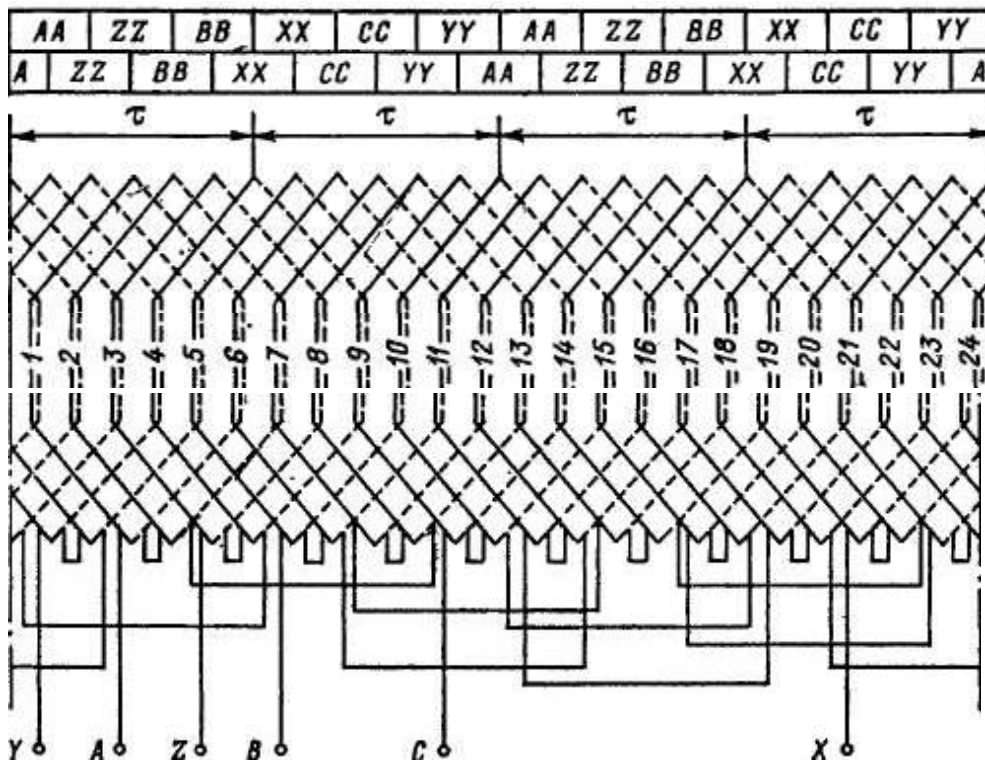 AA ZZ BB XX CC YY AA ZZ BB XX CC YY
A ZZ BB XX CC YY AA ZZ BB XX CC YY A
τ τ τ τ
1 2 3 4 5 6 7 8 9 10 11 12 13 14 15 16 17 18 19 20 21 22 23 24
Y A Z B C X